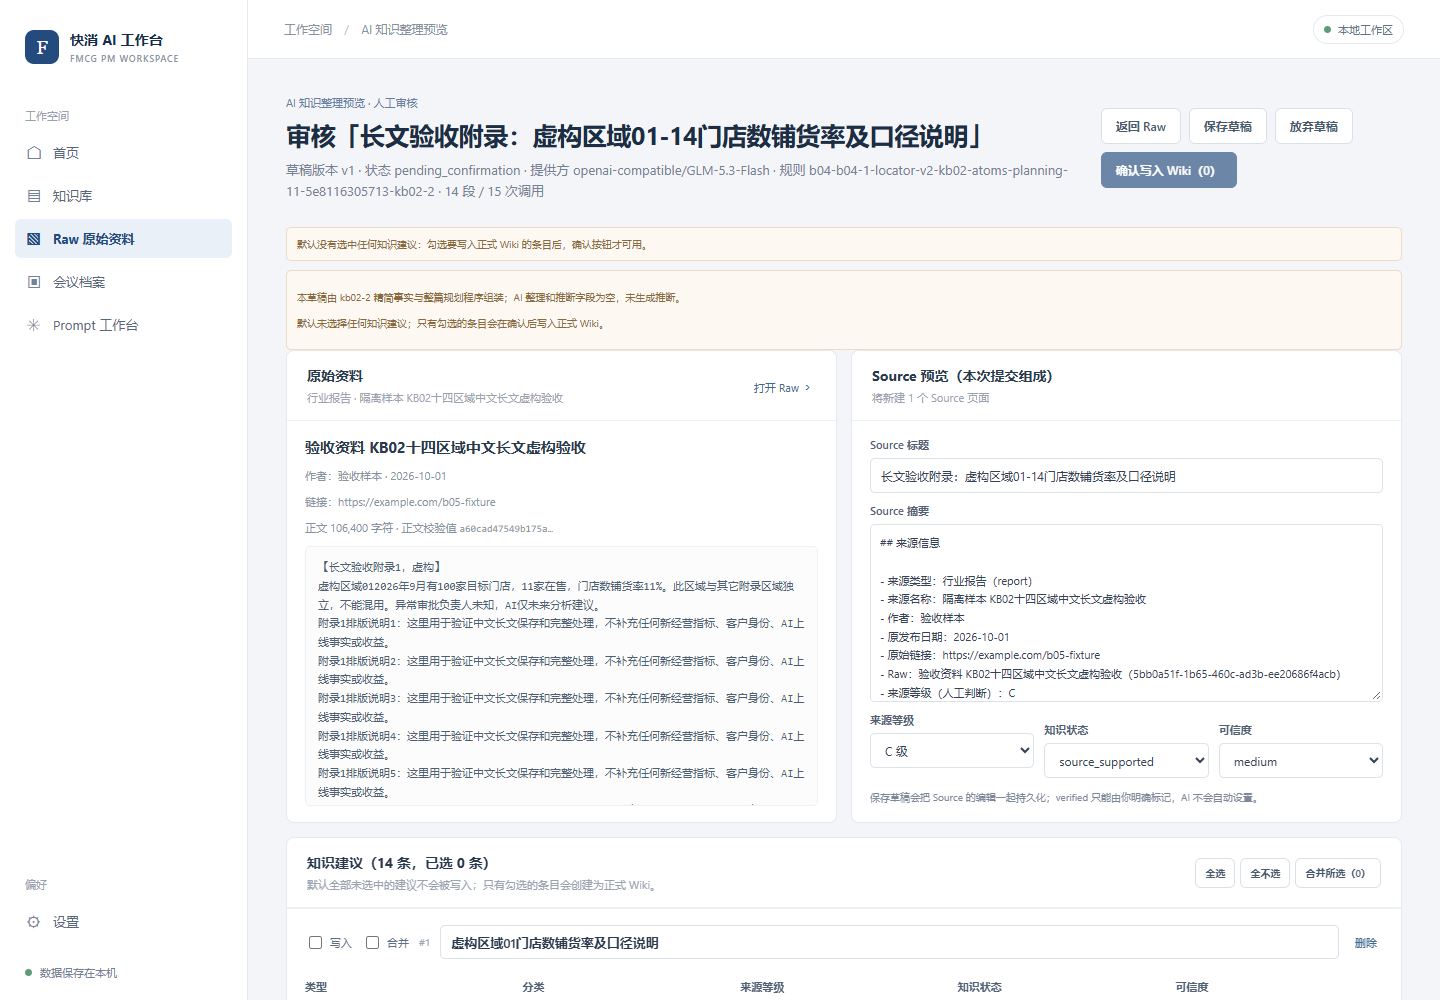 F
快消 AI 工作台
FMCG PM WORKSPACE
工作空间
首页
知识库
Raw 原始资料
会议档案
Prompt 工作台
偏好
设置
数据保存在本机
工作空间 / AI 知识整理预览
本地工作区
AI 知识整理预览 · 人工审核
审核「长文验收附录：虚构区域01-14门店数铺货率及口径说明」
草稿版本 v1 · 状态 pending_confirmation · 提供方 openai-compatible/GLM-5.3-Flash · 规则 b04-b04-1-locator-v2-kb02-atoms-planning-
11-5e8116305713-kb02-2 · 14 段 / 15 次调用
返回 Raw
保存草稿
放弃草稿
确认写入 Wiki（0）
默认没有选中任何知识建议：勾选要写入正式 Wiki 的条目后，确认按钮才可用。
本草稿由 kb02-2 精简事实与整篇规划程序组装；AI 整理和推断字段为空，未生成推断。
默认未选择任何知识建议；只有勾选的条目会在确认后写入正式 Wiki。
原始资料
行业报告 · 隔离样本 KB02十四区域中文长文虚构验收
打开 Raw ›
验收资料 KB02十四区域中文长文虚构验收
作者：验收样本 · 2026-10-01
链接：https://example.com/b05-fixture
正文 106,400 字符 · 正文校验值 a60cad47549b175a…
【长文验收附录1，虚构】
虚构区域012026年9月有100家目标门店，11家在售，门店数铺货率11%。此区域与其它附录区域独
立，不能混用。异常审批负责人未知，AI仅未来分析建议。
附录1排版说明1：这里用于验证中文长文保存和完整处理，不补充任何新经营指标、客户身份、AI上
线事实或收益。
附录1排版说明2：这里用于验证中文长文保存和完整处理，不补充任何新经营指标、客户身份、AI上
线事实或收益。
附录1排版说明3：这里用于验证中文长文保存和完整处理，不补充任何新经营指标、客户身份、AI上
线事实或收益。
附录1排版说明4：这里用于验证中文长文保存和完整处理，不补充任何新经营指标、客户身份、AI上
线事实或收益。
附录1排版说明5：这里用于验证中文长文保存和完整处理，不补充任何新经营指标、客户身份、AI上
线事实或收益。
Source 预览（本次提交组成）
将新建 1 个 Source 页面
Source 标题
长文验收附录：虚构区域01-14门店数铺货率及口径说明
Source 摘要
## 来源信息
- 来源类型：行业报告（report）
- 来源名称：隔离样本 KB02十四区域中文长文虚构验收
- 作者：验收样本
- 原发布日期：2026-10-01
- 原始链接：https://example.com/b05-fixture
- Raw：验收资料 KB02十四区域中文长文虚构验收（5bb0a51f-1b65-460c-ad3b-ee20686f4acb）
- 来源等级（人工判断）：C
来源等级
C 级
知识状态
source_supported
可信度
medium
保存草稿会把 Source 的编辑一起持久化；verified 只能由你明确标记，AI 不会自动设置。
知识建议（14 条，已选 0 条）
默认全部未选中的建议不会被写入；只有勾选的条目会创建为正式 Wiki。
全选
全不选
合并所选（0）
写入
合并
#1
虚构区域01门店数铺货率及口径说明
删除
类型
分类
来源等级
知识状态
可信度